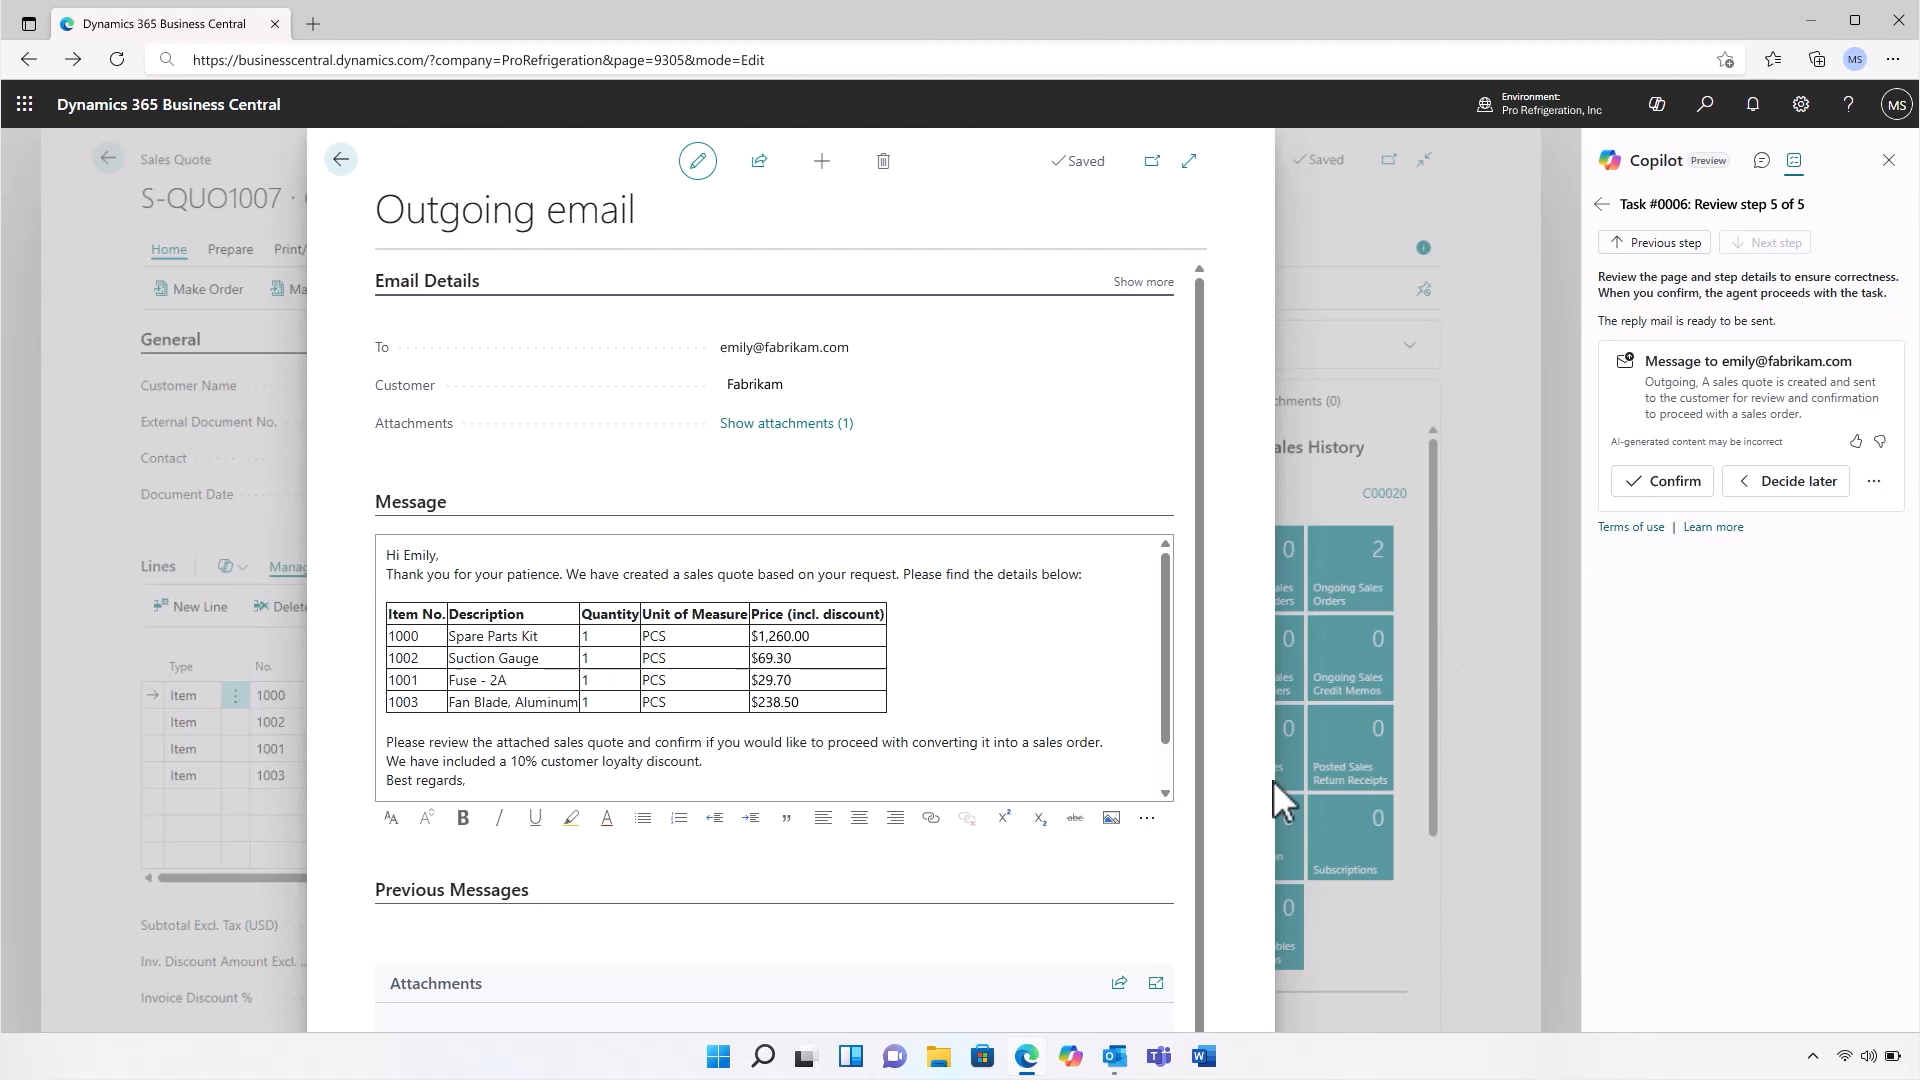 Dynamics 365 Business Central
https://businesscentral.dynamics.com/?company=ProRefrigeration&page=9305&mode=Edit
MS
Dynamics 365 Business Central
Environment:
Pro Refrigeration, Inc
MS
Sales Quote
S-QUO1007 ·
Saved
Home Prepare Print/
Make Order
General
Customer Name
External Document No.
Contact
Document Date
Lines
New Line
Type No.
Item 1000
Item 1002
Item 1001
Item 1003
Subtotal Excl. Tax (USD)
Inv. Discount Amount Excl. ...
Invoice Discount %
Saved
Outgoing email
Email Details
Show more
To emily@fabrikam.com
Customer Fabrikam
Attachments Show attachments (1)
Message
Hi Emily,
Thank you for your patience. We have created a sales quote based on your request. Please find the details below:
Item No. Description Quantity Unit of Measure Price (incl. discount)
1000 Spare Parts Kit 1 PCS $1,260.00
1002 Suction Gauge 1 PCS $69.30
1001 Fuse - 2A 1 PCS $29.70
1003 Fan Blade, Aluminum 1 PCS $238.50
Please review the attached sales quote and confirm if you would like to proceed with converting it into a sales order.
We have included a 10% customer loyalty discount.
Best regards,
Previous Messages
Attachments
chments (0)
ales History
C00020
0 2
Ongoing Sales
Orders
0 0
Ongoing Sales
Credit Memos
0 0
Posted Sales
Return Receipts
0
Subscriptions
0
Copilot Preview
Task #0006: Review step 5 of 5
Previous step Next step
Review the page and step details to ensure correctness.
When you confirm, the agent proceeds with the task.
The reply mail is ready to be sent.
Message to emily@fabrikam.com
Outgoing, A sales quote is created and sent
to the customer for review and confirmation
to proceed with a sales order.
AI-generated content may be incorrect
Confirm Decide later
Terms of use | Learn more